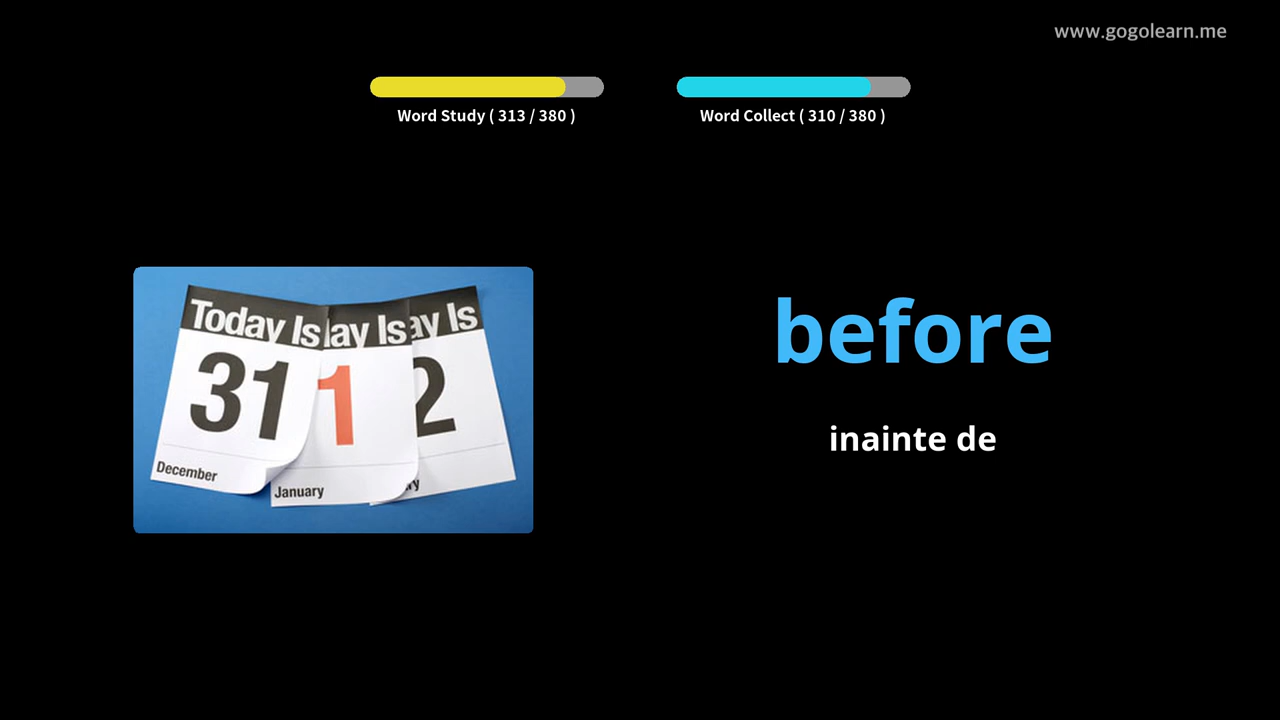 www.gogolearn.me
Word Study ( 313 / 380 )
Word Collect ( 310 / 380 )
Today Is
ay Is
ay Is
31
1
2
December
January
ry
before
inainte de